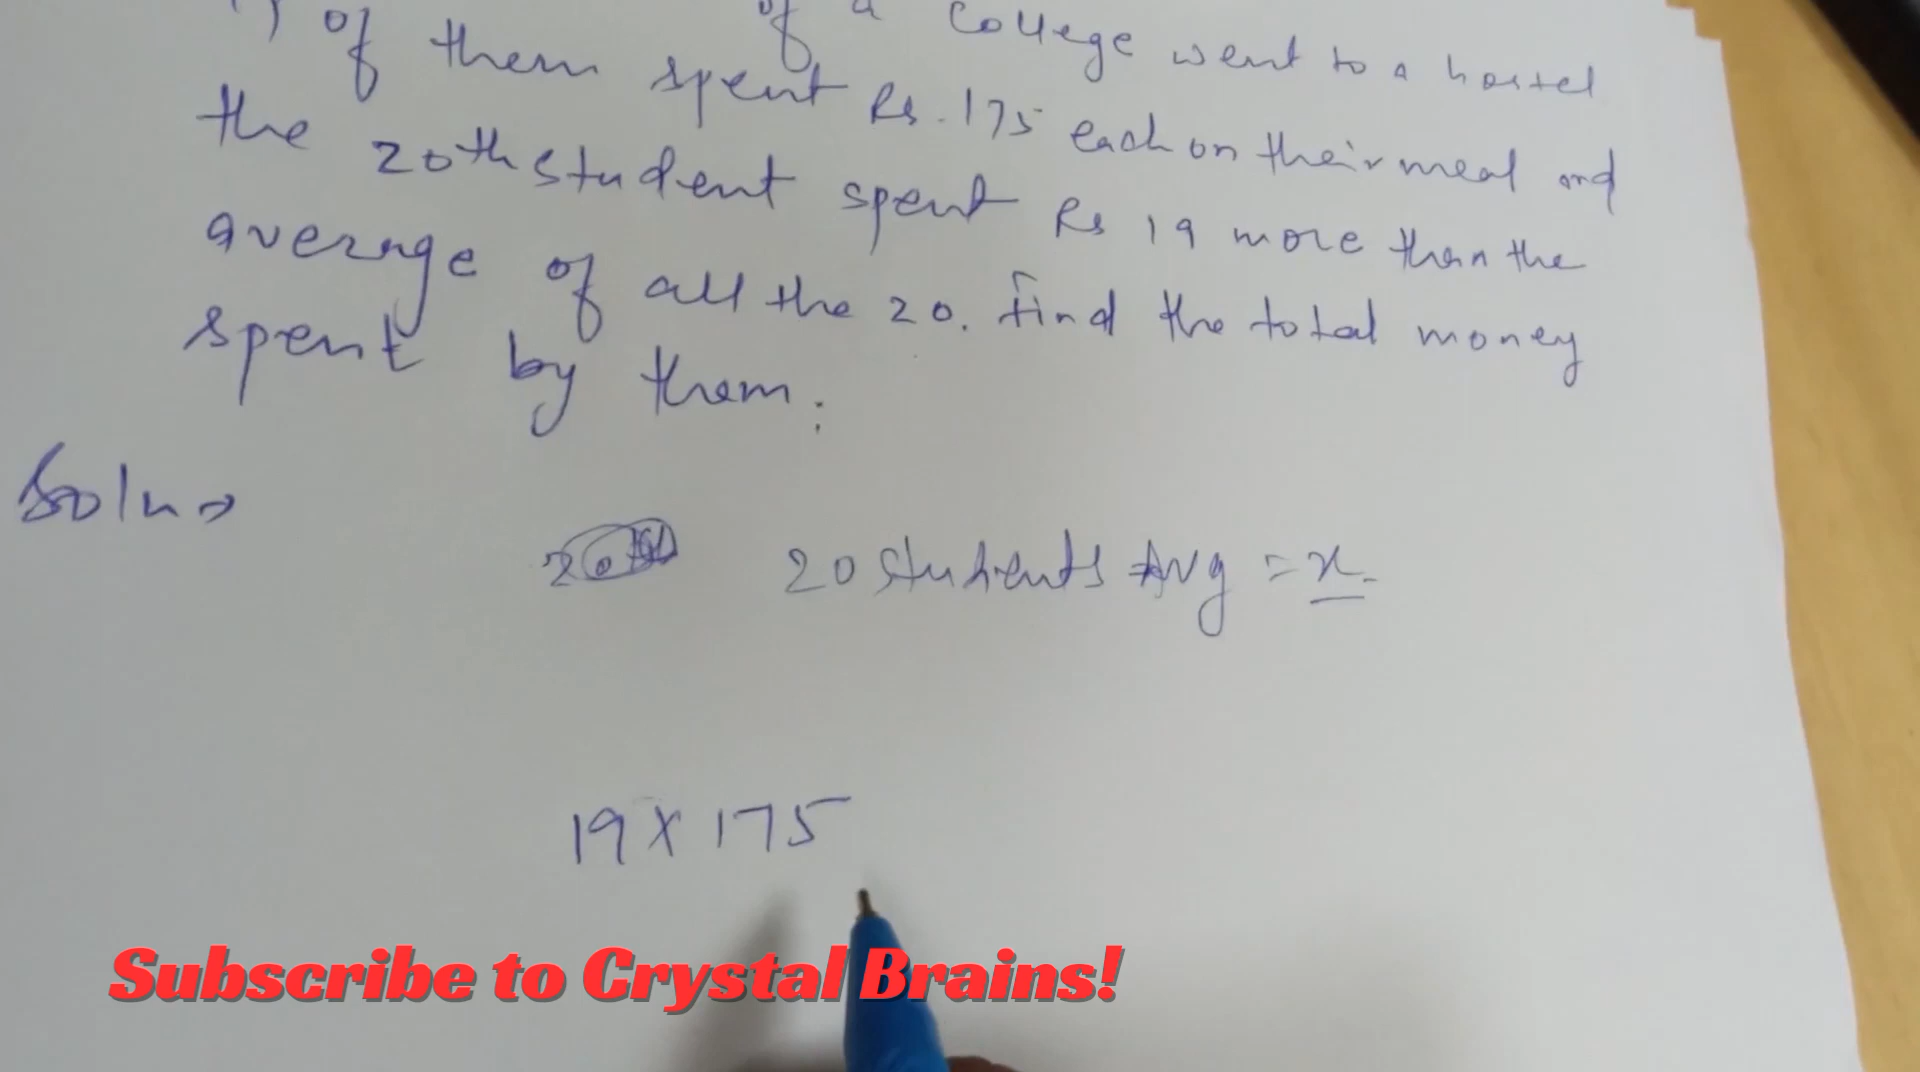 of a College went to a hostel
of them spent Rs. 175 each on their meal and
the 20th student spent Rs 19 more than the
average of all the 20. find the total money
spent by them.
Soln →
20 students Avg = x.
19 x 175
Subscribe to Crystal Brains!